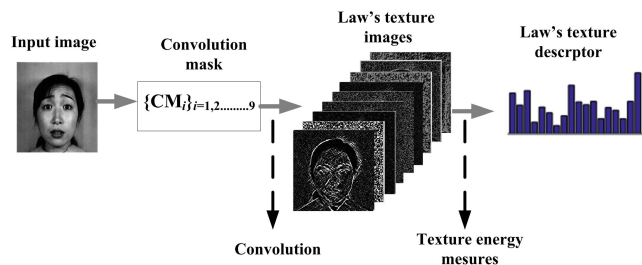 Input image
Convolution
mask
{CMi}i=1,2.........9
Law's texture
images
Law's texture
descrptor
Convolution
Texture energy
mesures